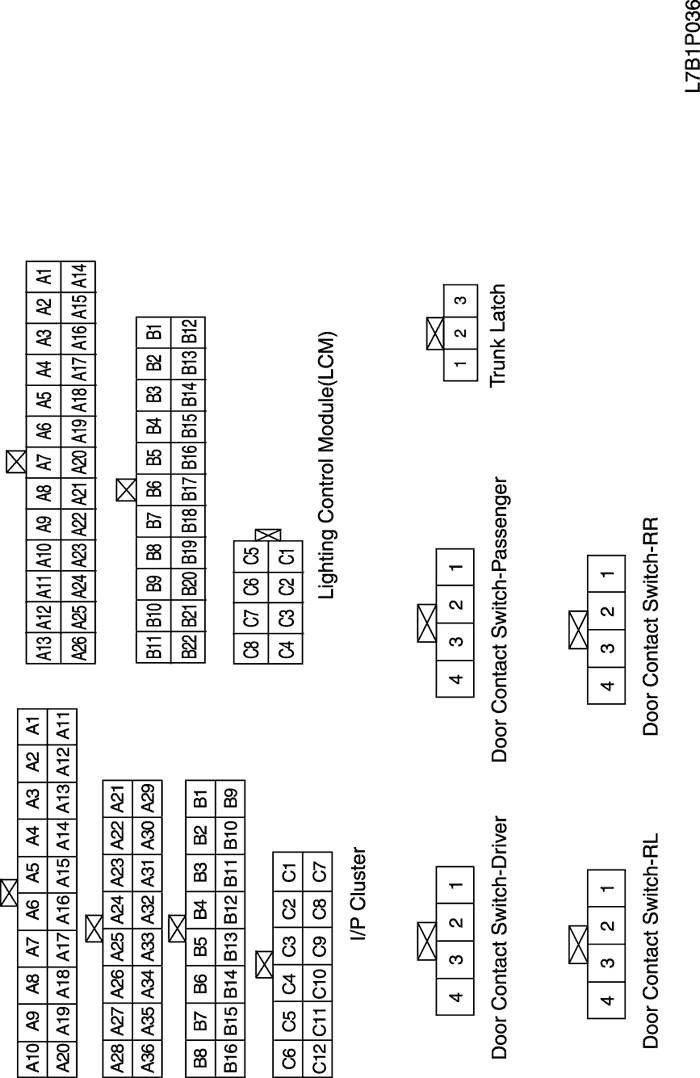 A10 A9 A8 A7 A6 A5 A4 A3 A2 A1
A20 A19 A18 A17 A16 A15 A14 A13 A12 A11
A28 A27 A26 A25 A24 A23 A22 A21
A36 A35 A34 A33 A32 A31 A30 A29
B8 B7 B6 B5 B4 B3 B2 B1
B16 B15 B14 B13 B12 B11 B10 B9
C6 C5 C4 C3 C2 C1
C12 C11 C10 C9 C8 C7
I/P Cluster
A13 A12 A11 A10 A9 A8 A7 A6 A5 A4 A3 A2 A1
A26 A25 A24 A23 A22 A21 A20 A19 A18 A17 A16 A15 A14
B11 B10 B9 B8 B7 B6 B5 B4 B3 B2 B1
B22 B21 B20 B19 B18 B17 B16 B15 B14 B13 B12
C8 C7 C6 C5
C4 C3 C2 C1
Lighting Control Module(LCM)
4 3 2 1
Door Contact Switch-Driver
4 3 2 1
Door Contact Switch-Passenger
1 2 3
Trunk Latch
4 3 2 1
Door Contact Switch-RL
4 3 2 1
Door Contact Switch-RR
L7B1P036